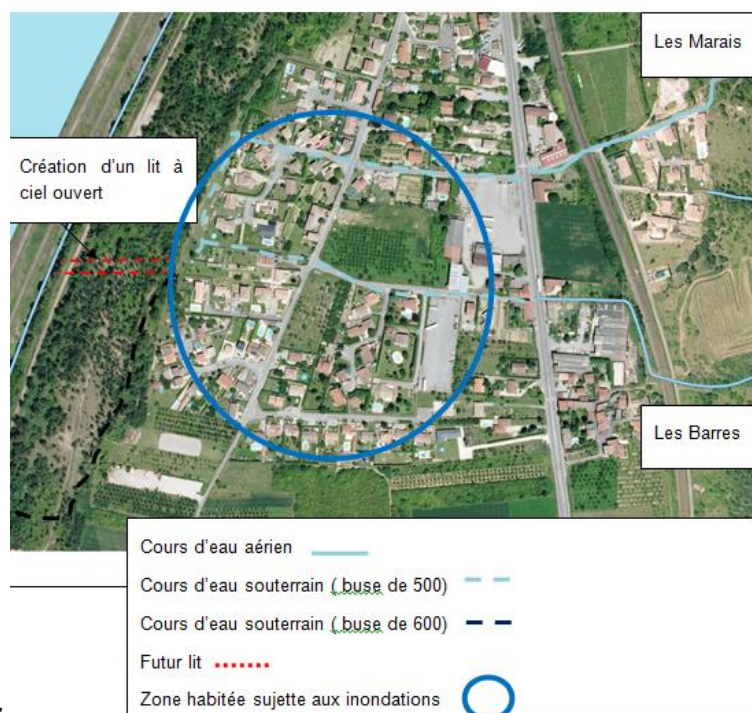 Les Marais
Création d'un lit à
ciel ouvert
Les Barres
Cours d'eau aérien
Cours d'eau souterrain ( buse de 500)
Cours d'eau souterrain ( buse de 600)
Futur lit
Zone habitée sujette aux inondations